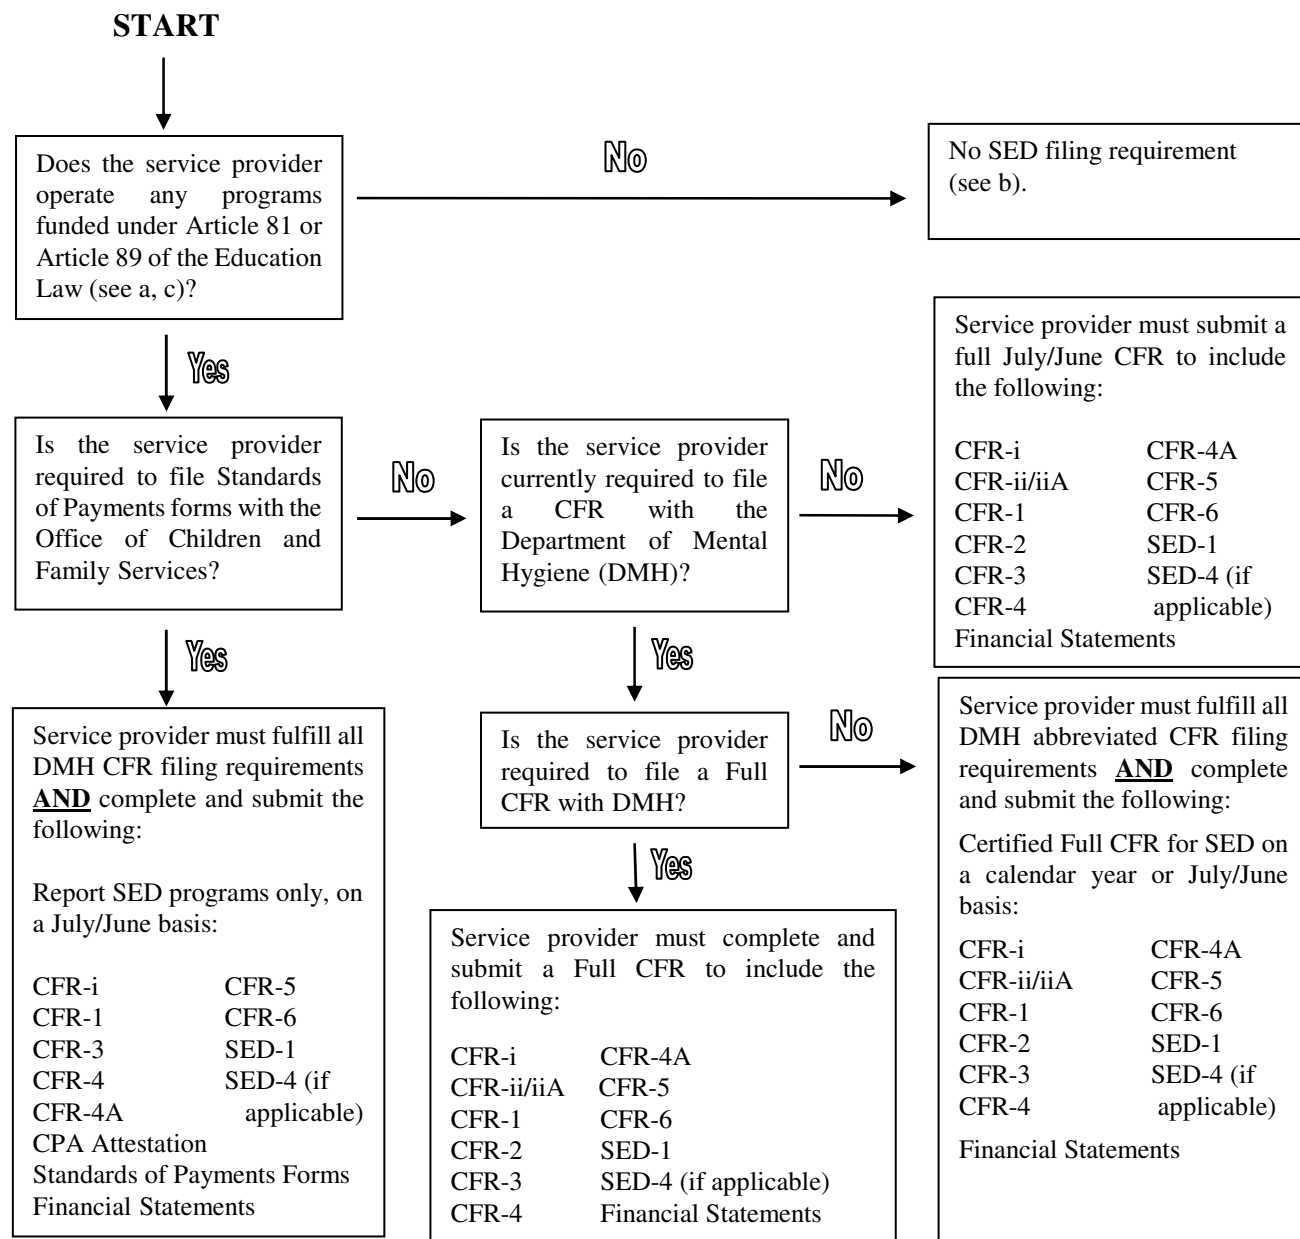 START
Does the service provider
operate any programs
funded under Article 81 or
Article 89 of the Education
Law (see a, c)?
No
No SED filing requirement
(see b).
Yes
Is the service provider
required to file Standards
of Payments forms with the
Office of Children and
Family Services?
No
Is the service provider
currently required to file
a CFR with the
Department of Mental
Hygiene (DMH)?
No
Service provider must submit a
full July/June CFR to include
the following:
CFR-i CFR-4A
CFR-ii/iiA CFR-5
CFR-1 CFR-6
CFR-2 SED-1
CFR-3 SED-4 (if
CFR-4 applicable)
Financial Statements
Yes
Service provider must fulfill all
DMH CFR filing requirements
AND complete and submit the
following:
Report SED programs only, on
a July/June basis:
CFR-i CFR-5
CFR-1 CFR-6
CFR-3 SED-1
CFR-4 SED-4 (if
CFR-4A applicable)
CPA Attestation
Standards of Payments Forms
Financial Statements
Yes
Is the service provider
required to file a Full
CFR with DMH?
No
Service provider must fulfill all
DMH abbreviated CFR filing
requirements AND complete
and submit the following:
Certified Full CFR for SED on
a calendar year or July/June
basis:
CFR-i CFR-4A
CFR-ii/iiA CFR-5
CFR-1 CFR-6
CFR-2 SED-1
CFR-3 SED-4 (if
CFR-4 applicable)
Financial Statements
Yes
Service provider must complete and
submit a Full CFR to include the
following:
CFR-i CFR-4A
CFR-ii/iiA CFR-5
CFR-1 CFR-6
CFR-2 SED-1
CFR-3 SED-4 (if applicable)
CFR-4 Financial Statements